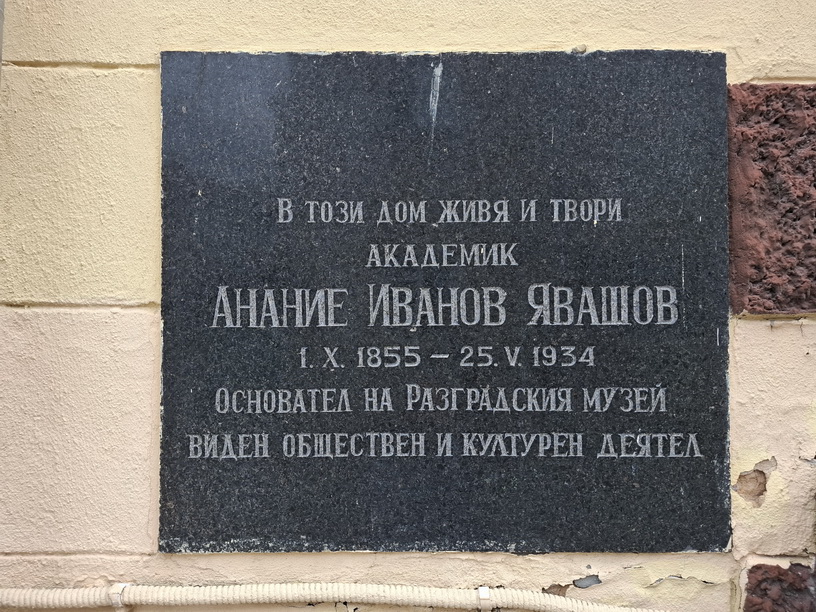 В този дом живя и твори
академик
Анание Иванов Явашов
1. X. 1855 – 25. V. 1934
Основател на Разградския музей
виден обществен и културен деятел